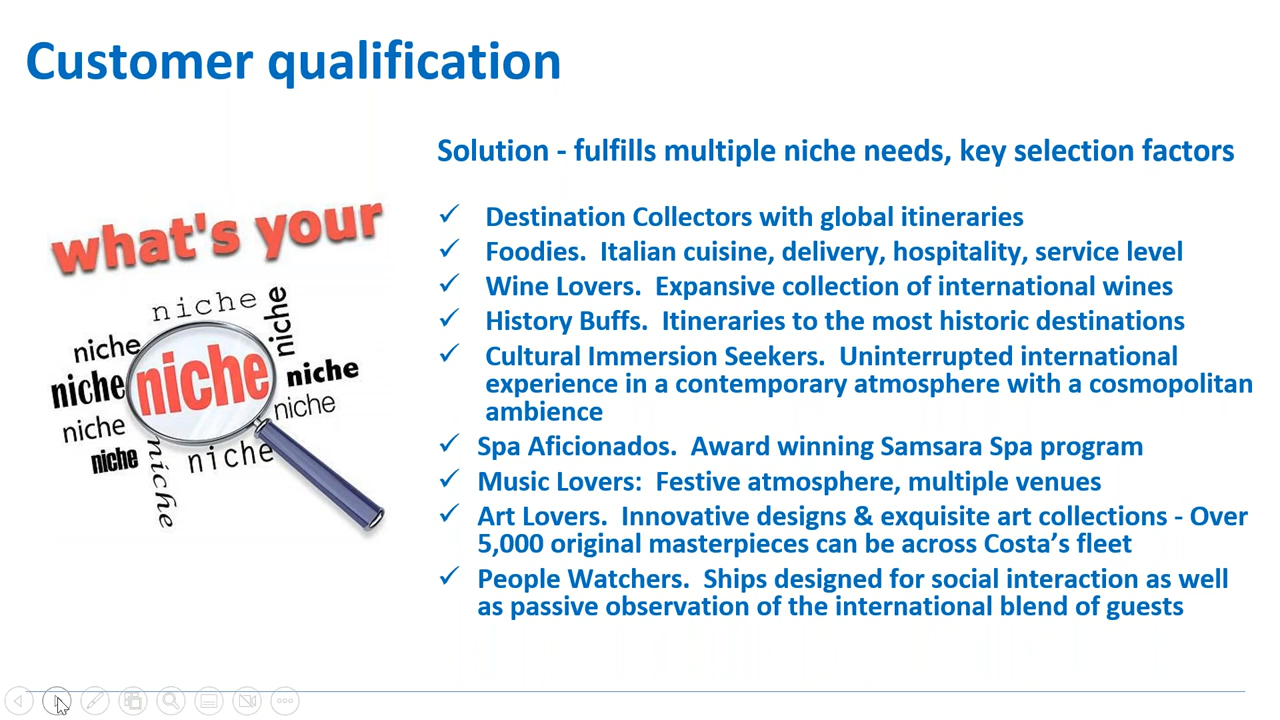 Customer qualification
Solution - fulfills multiple niche needs, key selection factors
✓ Destination Collectors with global itineraries
✓ Foodies.  Italian cuisine, delivery, hospitality, service level
✓ Wine Lovers.  Expansive collection of international wines
✓ History Buffs.  Itineraries to the most historic destinations
✓ Cultural Immersion Seekers.  Uninterrupted international
experience in a contemporary atmosphere with a cosmopolitan
ambience
✓ Spa Aficionados.  Award winning Samsara Spa program
✓ Music Lovers:  Festive atmosphere, multiple venues
✓ Art Lovers.  Innovative designs & exquisite art collections - Over
5,000 original masterpieces can be across Costa’s fleet
✓ People Watchers.  Ships designed for social interaction as well
as passive observation of the international blend of guests
what's your
niche
niche
niche
niche
niche
niche
niche
niche
niche
niche
niche